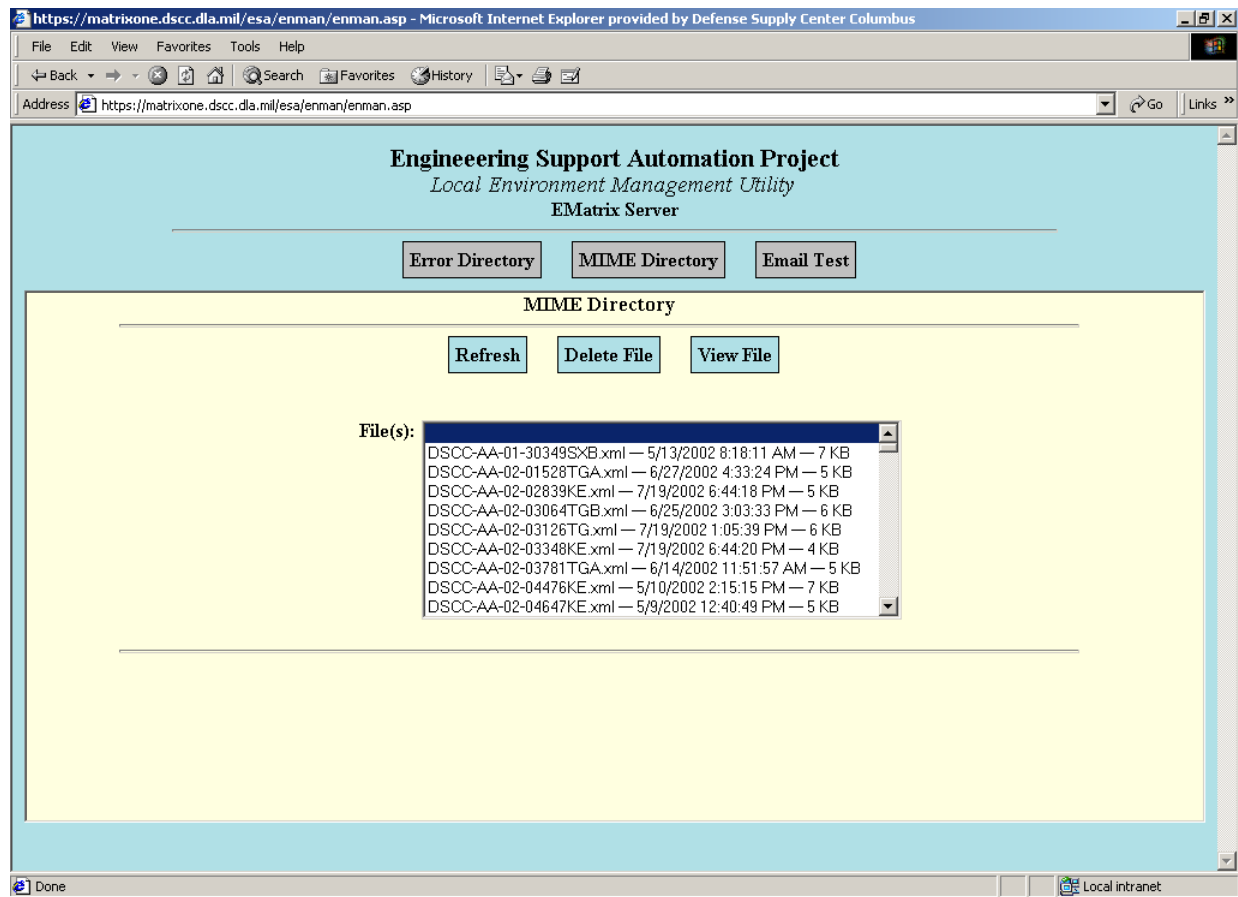 https://matrixone.dscc.dla.mil/esa/enman/enman.asp - Microsoft Internet Explorer provided by Defense Supply Center Columbus
File Edit View Favorites Tools Help
Back Search Favorites History
Address https://matrixone.dscc.dla.mil/esa/enman/enman.asp Go Links »
Engineeering Support Automation Project
Local Environment Management Utility
EMatrix Server
Error Directory MIME Directory Email Test
MIME Directory
Refresh Delete File View File
File(s):
DSCC-AA-01-30349SXB.xml — 5/13/2002 8:18:11 AM — 7 KB
DSCC-AA-02-01528TGA.xml — 6/27/2002 4:33:24 PM — 5 KB
DSCC-AA-02-02839KE.xml — 7/19/2002 6:44:18 PM — 5 KB
DSCC-AA-02-03064TGB.xml — 6/25/2002 3:03:33 PM — 6 KB
DSCC-AA-02-03126TG.xml — 7/19/2002 1:05:39 PM — 6 KB
DSCC-AA-02-03348KE.xml — 7/19/2002 6:44:20 PM — 4 KB
DSCC-AA-02-03781TGA.xml — 6/14/2002 11:51:57 AM — 5 KB
DSCC-AA-02-04476KE.xml — 5/10/2002 2:15:15 PM — 7 KB
DSCC-AA-02-04647KE.xml — 5/9/2002 12:40:49 PM — 5 KB
Done Local intranet